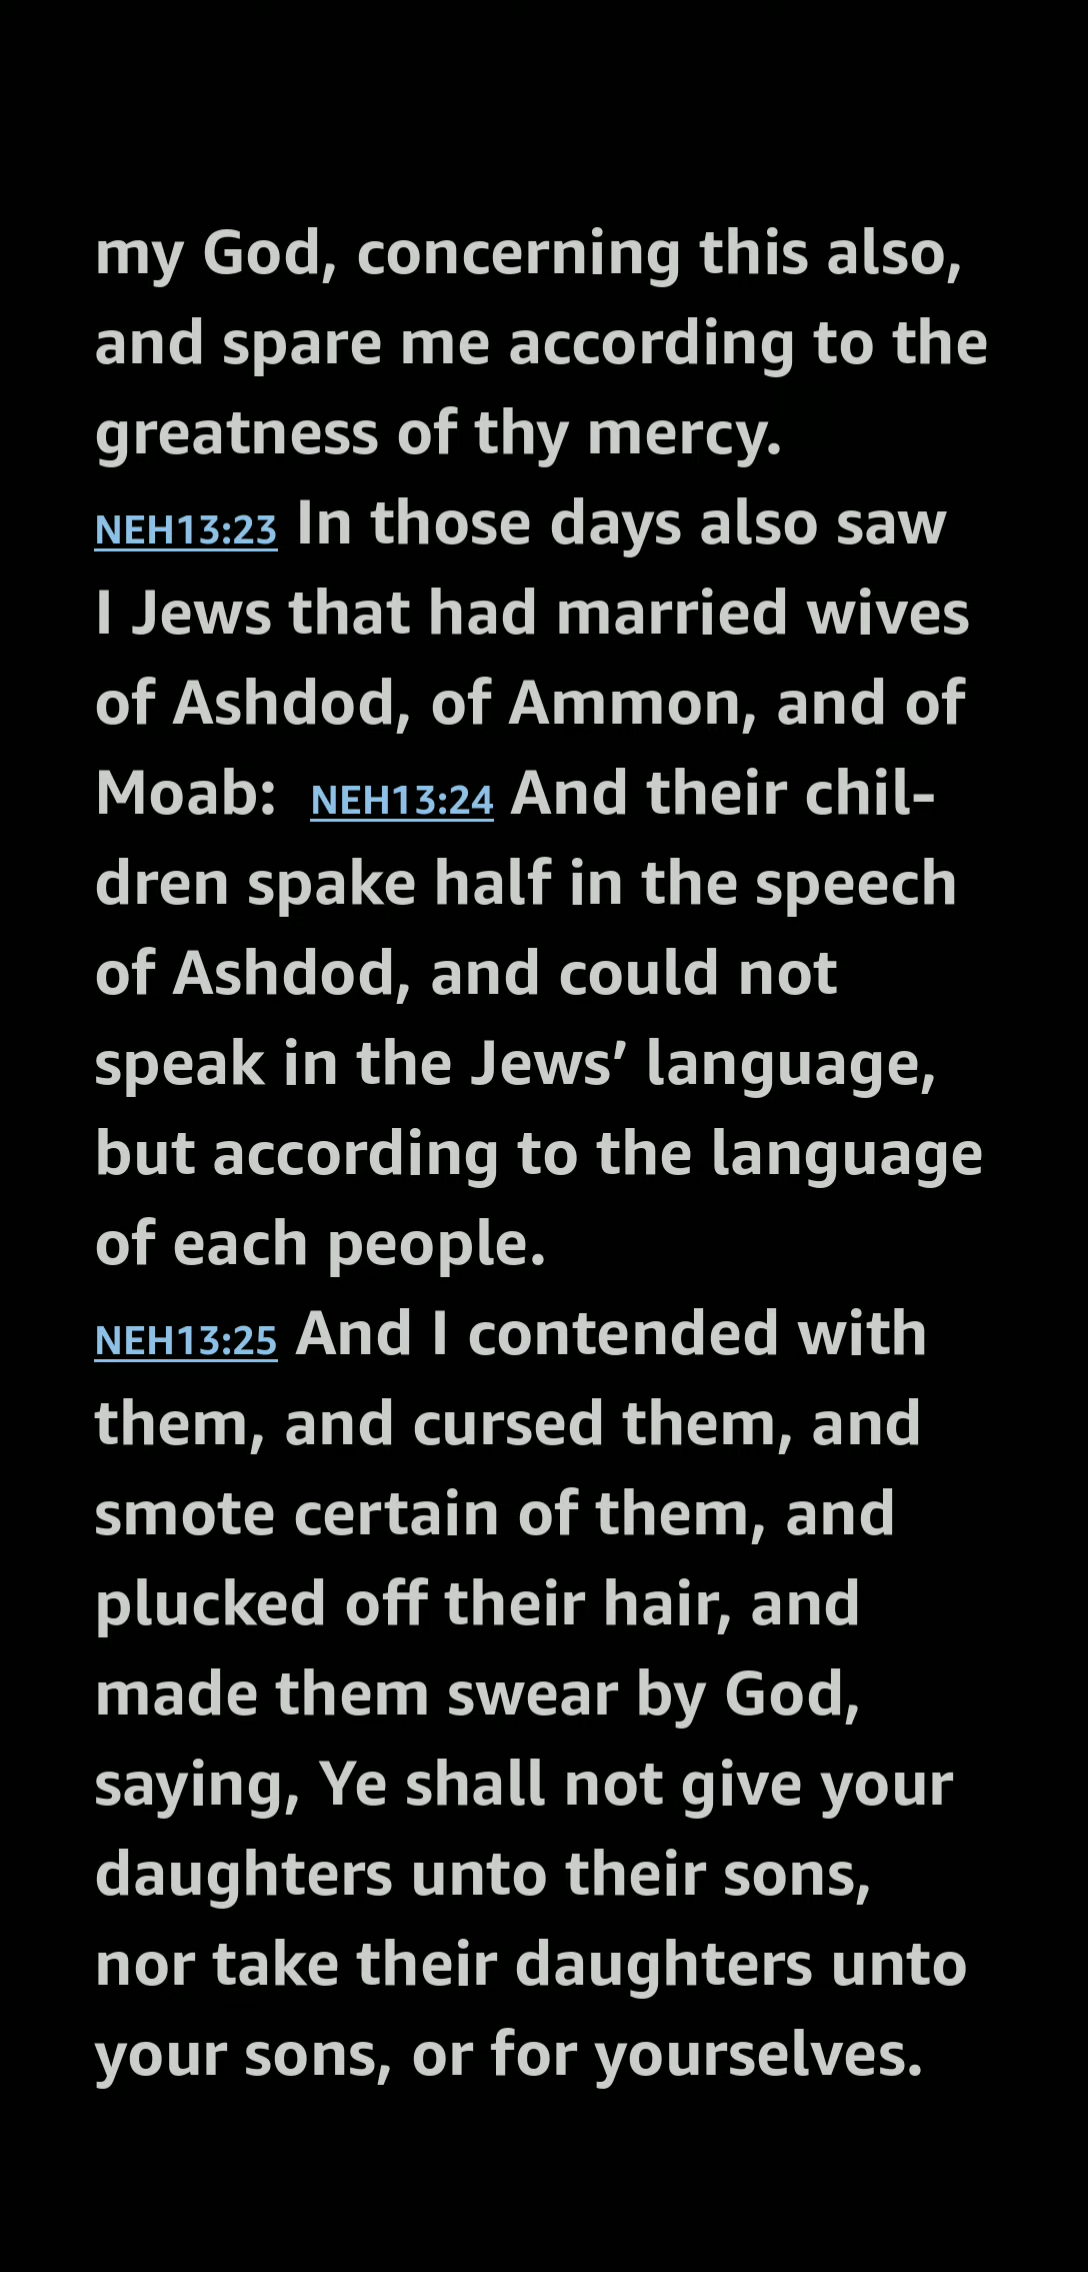 my God, concerning this also,
and spare me according to the
greatness of thy mercy.
NEH13:23 In those days also saw
I Jews that had married wives
of Ashdod, of Ammon, and of
Moab: NEH13:24 And their chil-
dren spake half in the speech
of Ashdod, and could not
speak in the Jews’ language,
but according to the language
of each people.
NEH13:25 And I contended with
them, and cursed them, and
smote certain of them, and
plucked off their hair, and
made them swear by God,
saying, Ye shall not give your
daughters unto their sons,
nor take their daughters unto
your sons, or for yourselves.